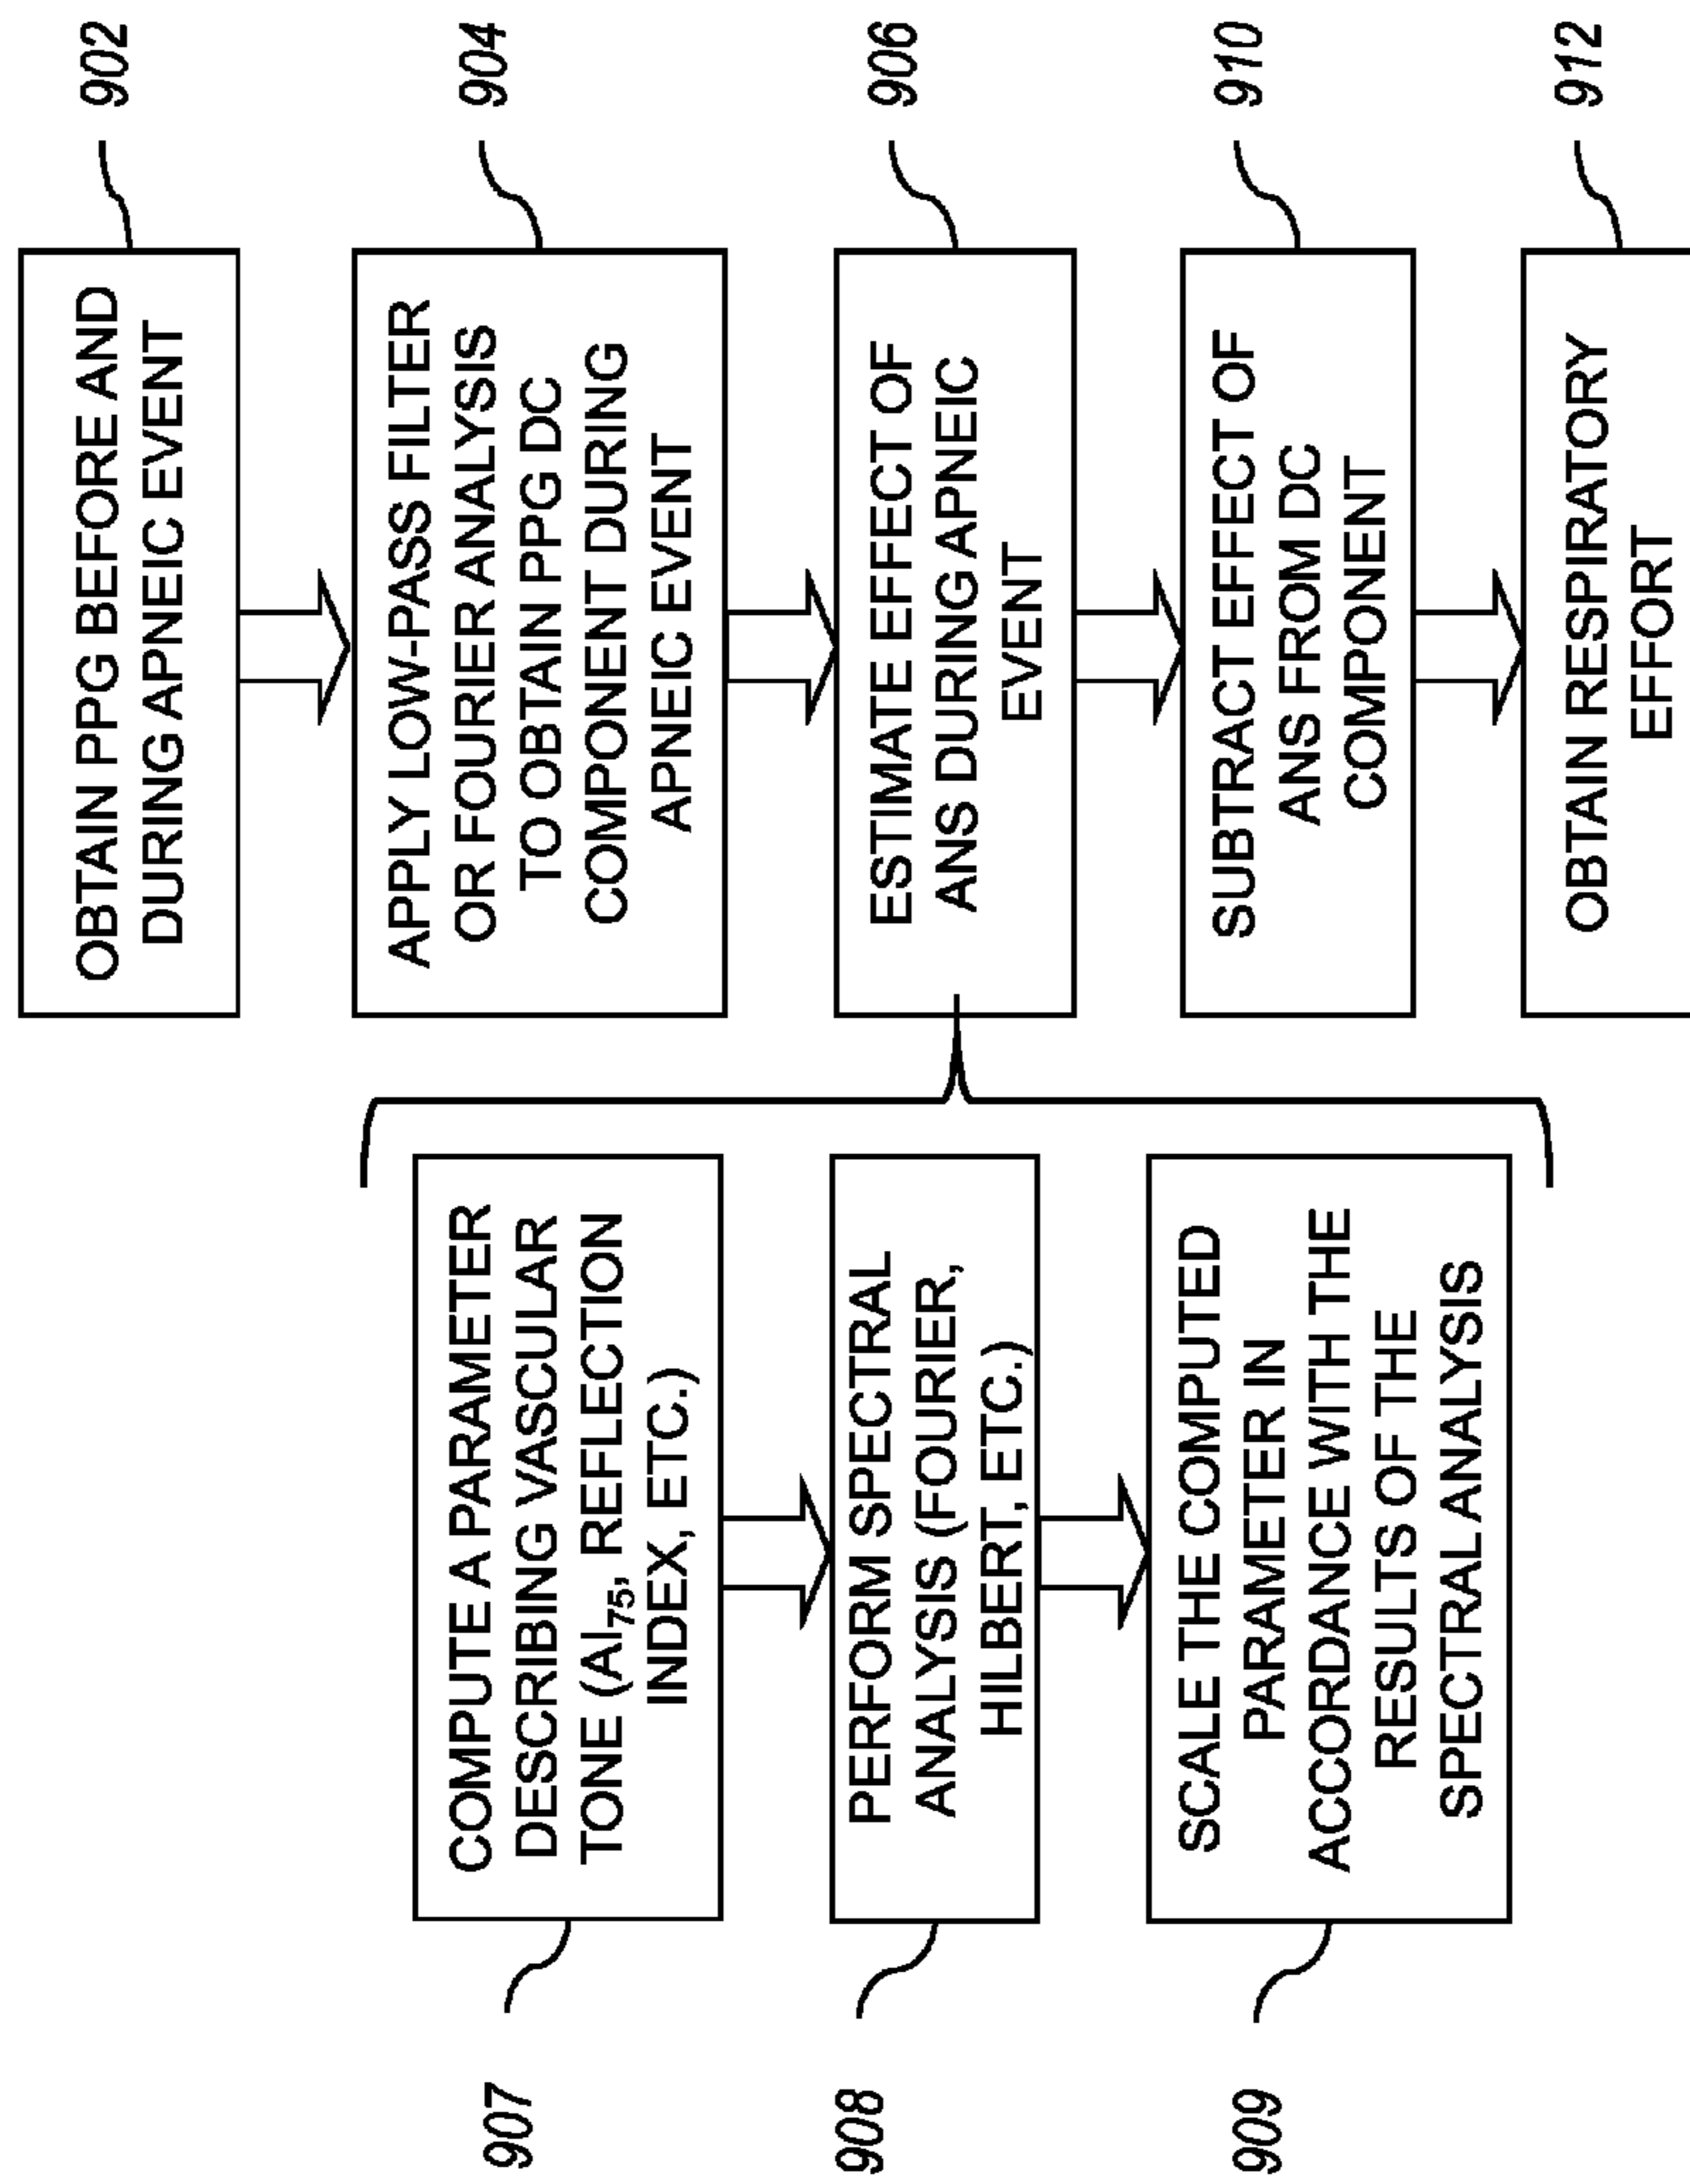 902
OBTAIN PPG BEFORE AND
DURING APNEIC EVENT
904
APPLY LOW-PASS FILTER
OR FOURIER ANALYSIS
TO OBTAIN PPG DC
COMPONENT DURING
APNEIC EVENT
906
ESTIMATE EFFECT OF
ANS DURING APNEIC
EVENT
907
COMPUTE A PARAMETER
DESCRIBING VASCULAR
TONE (AI75, REFLECTION
INDEX, ETC.)
908
PERFORM SPECTRAL
ANALYSIS (FOURIER,
HILBERT, ETC.)
909
SCALE THE COMPUTED
PARAMETER IN
ACCORDANCE WITH THE
RESULTS OF THE
SPECTRAL ANALYSIS
910
SUBTRACT EFFECT OF
ANS FROM DC
COMPONENT
912
OBTAIN RESPIRATORY
EFFORT